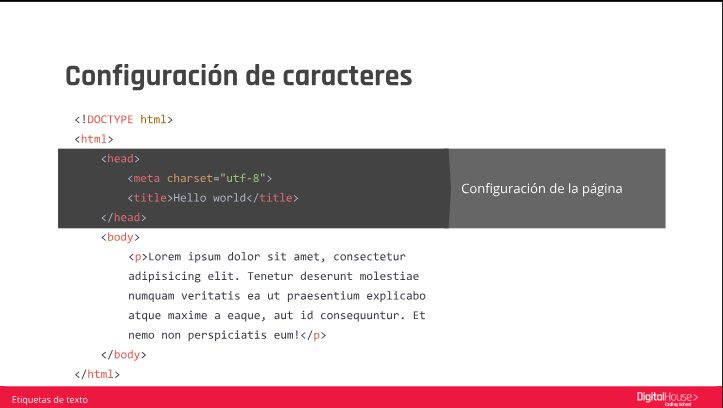 Configuración de caracteres
<!DOCTYPE html>
<html>
<head>
<meta charset="utf-8">
<title>Hello world</title>
</head>
Configuración de la página
<body>
<p>Lorem ipsum dolor sit amet, consectetur
adipisicing elit. Tenetur deserunt molestiae
numquam veritatis ea ut praesentium explicabo
atque maxime a eaque, aut id consequuntur. Et
nemo non perspiciatis eum!</p>
</body>
</html>
Etiquetas de texto
DigitalHouse>
Coding School